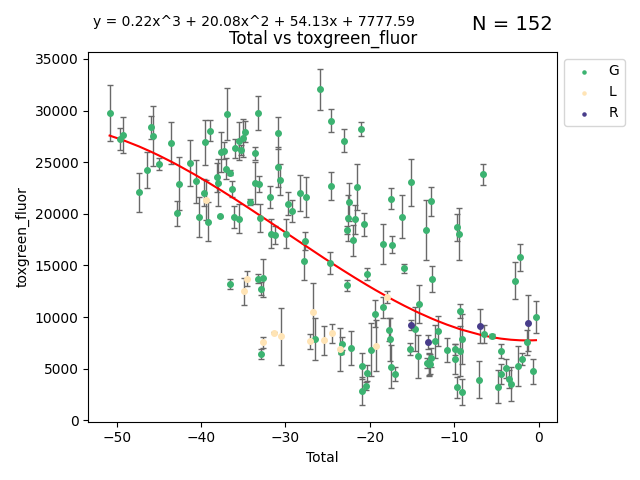 y = 0.22x^3 + 20.08x^2 + 54.13x + 7777.59
N = 152
Total vs toxgreen_fluor
35000
30000
25000
20000
15000
10000
5000
0
toxgreen_fluor
−50
−40
−30
−20
−10
0
Total
G
L
R